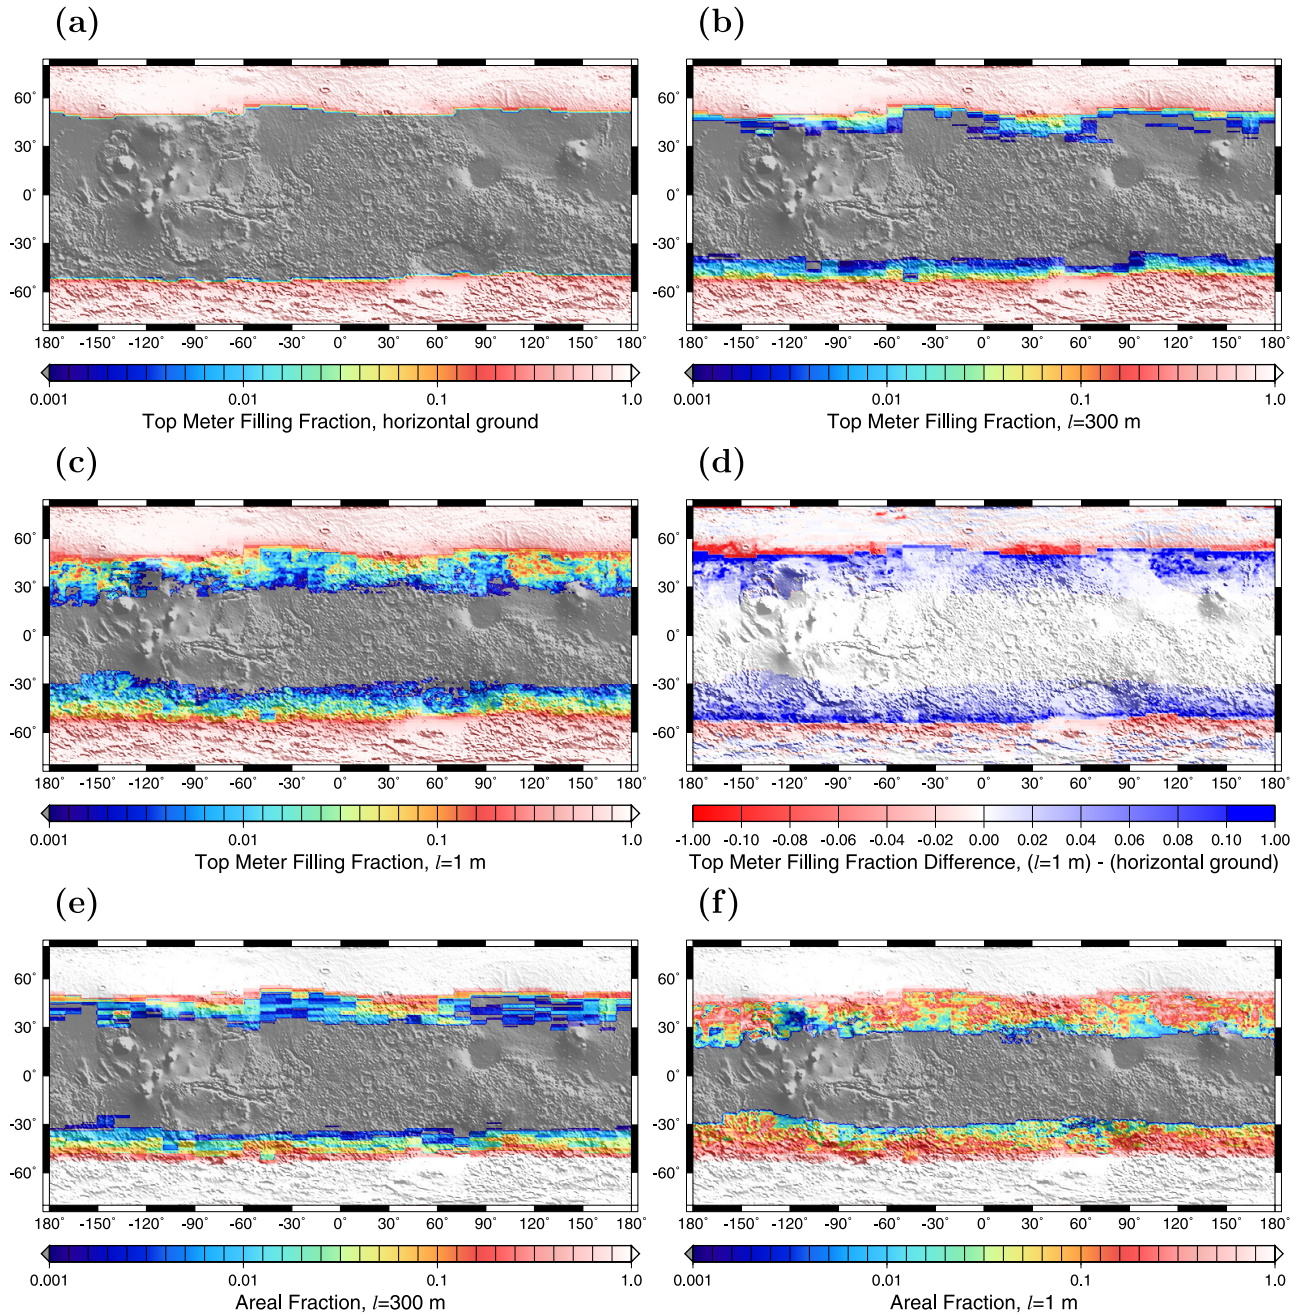 (a) (b)
60° 60°
30° 30°
0° 0°
-30° -30°
-60° -60°
180° -150° -120° -90° -60° -30° 0° 30° 60° 90° 120° 150° 180° 180° -150° -120° -90° -60° -30° 0° 30° 60° 90° 120° 150° 180°
0.001 0.01 0.1 1.0 0.001 0.01 0.1 1.0
Top Meter Filling Fraction, horizontal ground Top Meter Filling Fraction, l=300 m
(c) (d)
60° 60°
30° 30°
0° 0°
-30° -30°
-60° -60°
180° -150° -120° -90° -60° -30° 0° 30° 60° 90° 120° 150° 180° 180° -150° -120° -90° -60° -30° 0° 30° 60° 90° 120° 150° 180°
0.001 0.01 0.1 1.0 -1.00 -0.10 -0.08 -0.06 -0.04 -0.02 0.00 0.02 0.04 0.06 0.08 0.10 1.00
Top Meter Filling Fraction, l=1 m Top Meter Filling Fraction Difference, (l=1 m) - (horizontal ground)
(e) (f)
60° 60°
30° 30°
0° 0°
-30° -30°
-60° -60°
180° -150° -120° -90° -60° -30° 0° 30° 60° 90° 120° 150° 180° 180° -150° -120° -90° -60° -30° 0° 30° 60° 90° 120° 150° 180°
0.001 0.01 0.1 1.0 0.001 0.01 0.1 1.0
Areal Fraction, l=300 m Areal Fraction, l=1 m